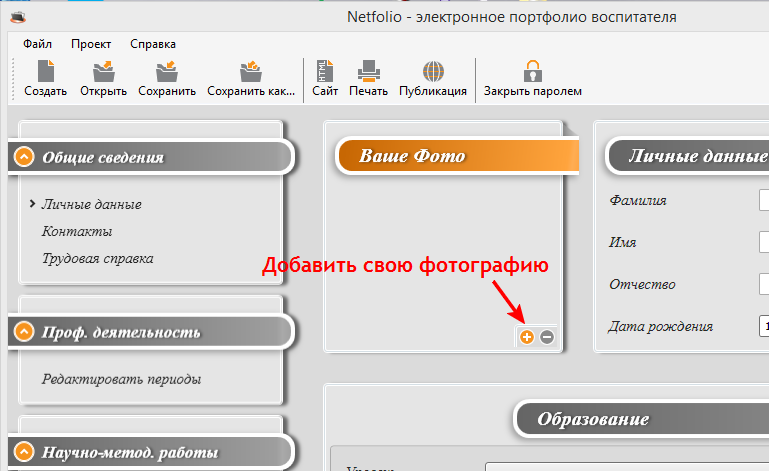 Netfolio - электронное портфолио воспитателя
Файл Проект Справка
Создать Открыть Сохранить Сохранить как... Сайт Печать Публикация Закрыть паролем
HTML
Общие сведения
Личные данные
Контакты
Трудовая справка
Проф. деятельность
Редактировать периоды
Научно-метод. работы
Ваше Фото
Добавить свою фотографию
Личные данные
Фамилия
Имя
Отчество
Дата рождения
Образование